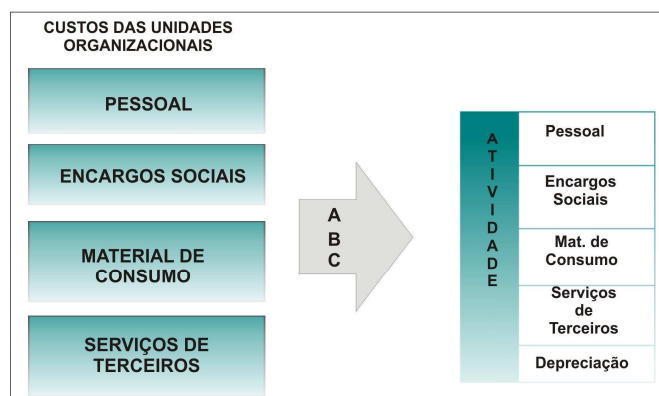 CUSTOS DAS UNIDADES
ORGANIZACIONAIS
PESSOAL
ENCARGOS SOCIAIS
MATERIAL DE
CONSUMO
SERVIÇOS DE
TERCEIROS
A
B
C
ATIVIDADE
Pessoal
Encargos
Sociais
Mat. de
Consumo
Serviços
de
Terceiros
Depreciação